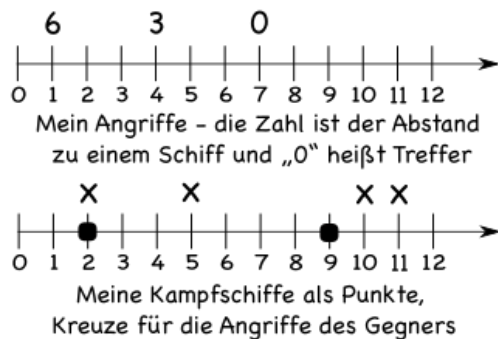 6 3 0
0 1 2 3 4 5 6 7 8 9 10 11 12
Mein Angriffe - die Zahl ist der Abstand
zu einem Schiff und „0" heißt Treffer
× × × ×
0 1 2 3 4 5 6 7 8 9 10 11 12
Meine Kampfschiffe als Punkte,
Kreuze für die Angriffe des Gegners